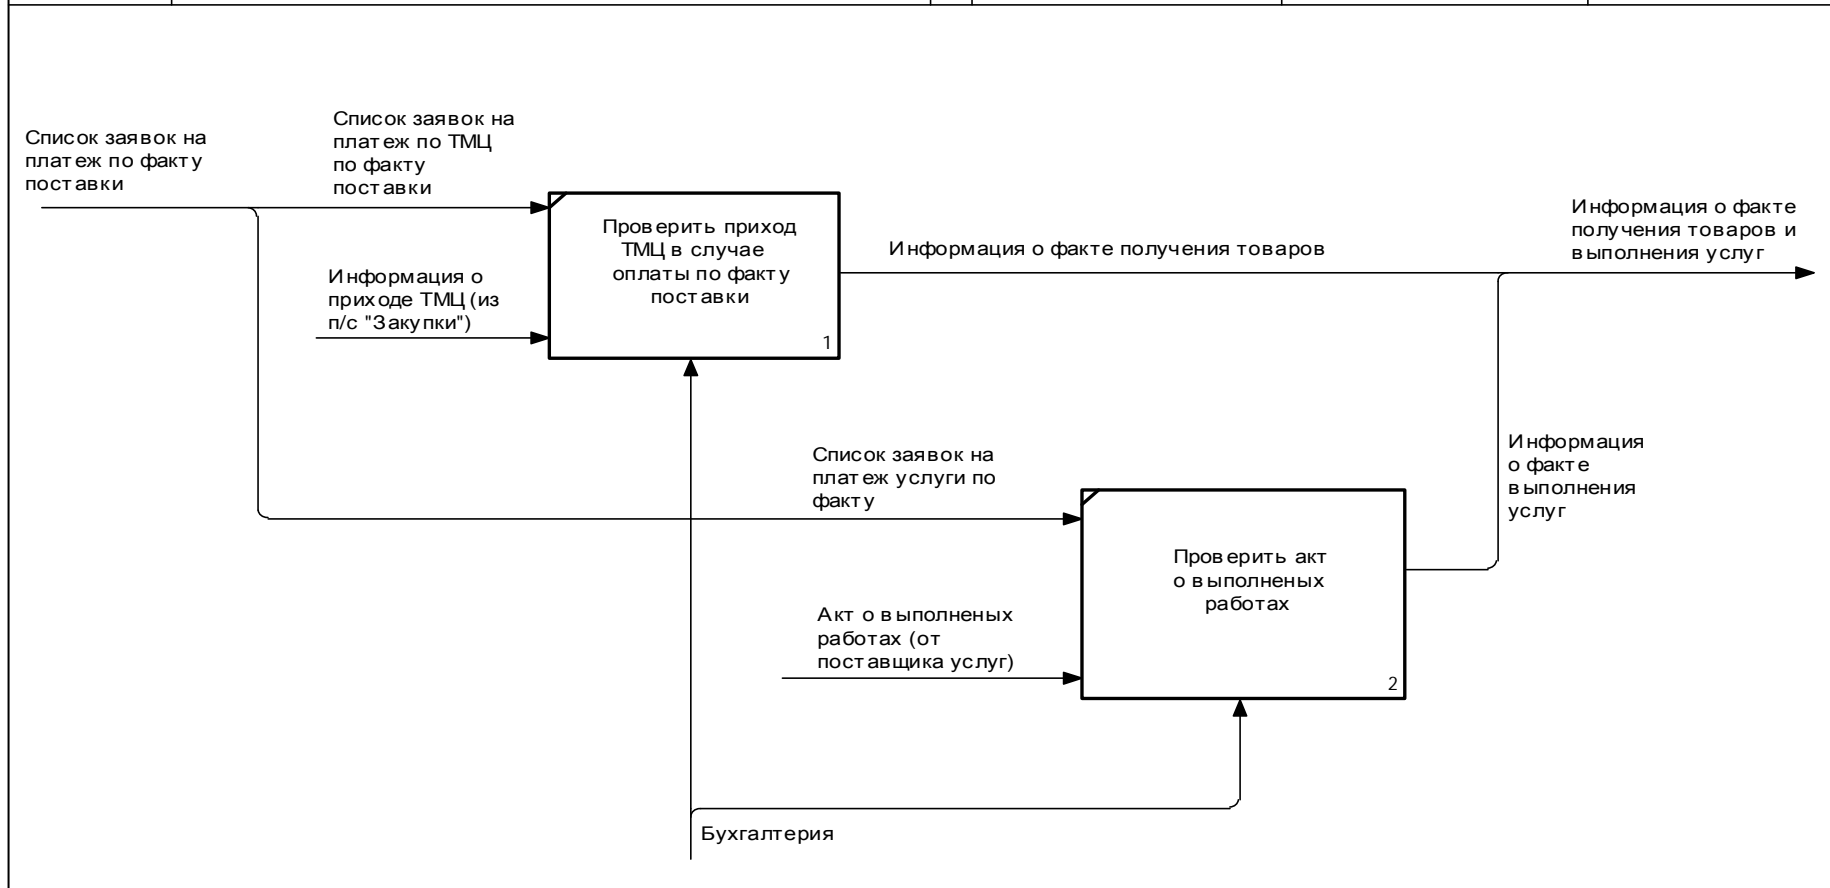 Список заявок на
платеж по факту
поставки
Список заявок на
платеж по ТМЦ
по факту
поставки
Проверить приход
ТМЦ в случае
оплаты по факту
поставки
1
Информация о
приходе ТМЦ (из
п/с "Закупки")
Информация о факте получения товаров
Информация о факте
получения товаров и
выполнения услуг
Список заявок на
платеж услуги по
факту
Информация
о факте
выполнения
услуг
Проверить акт
о выполненых
работах
2
Акт о выполненых
работах (от
поставщика услуг)
Бухгалтерия